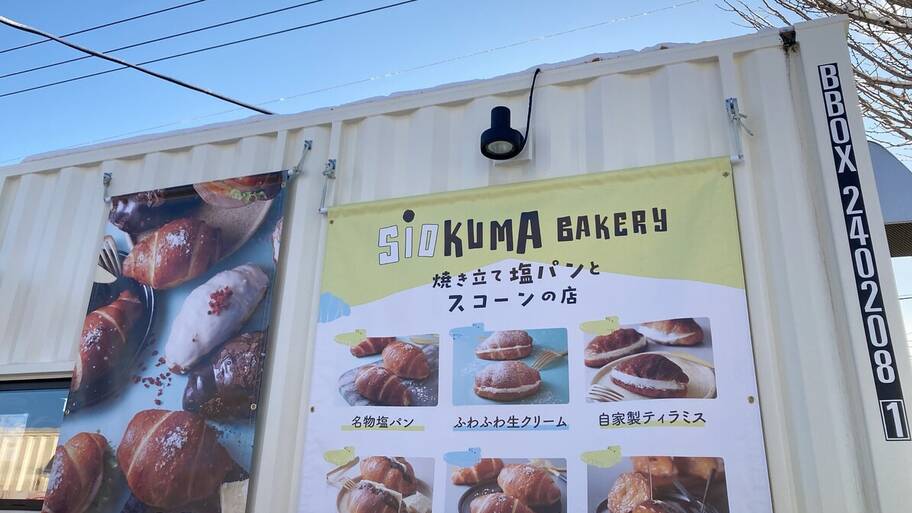 SIOKUMA BAKERY
焼き立て塩パンと
スコーンの店
名物塩パン
ふわふわ生クリーム
自家製ティラミス
BBOX 240208 1